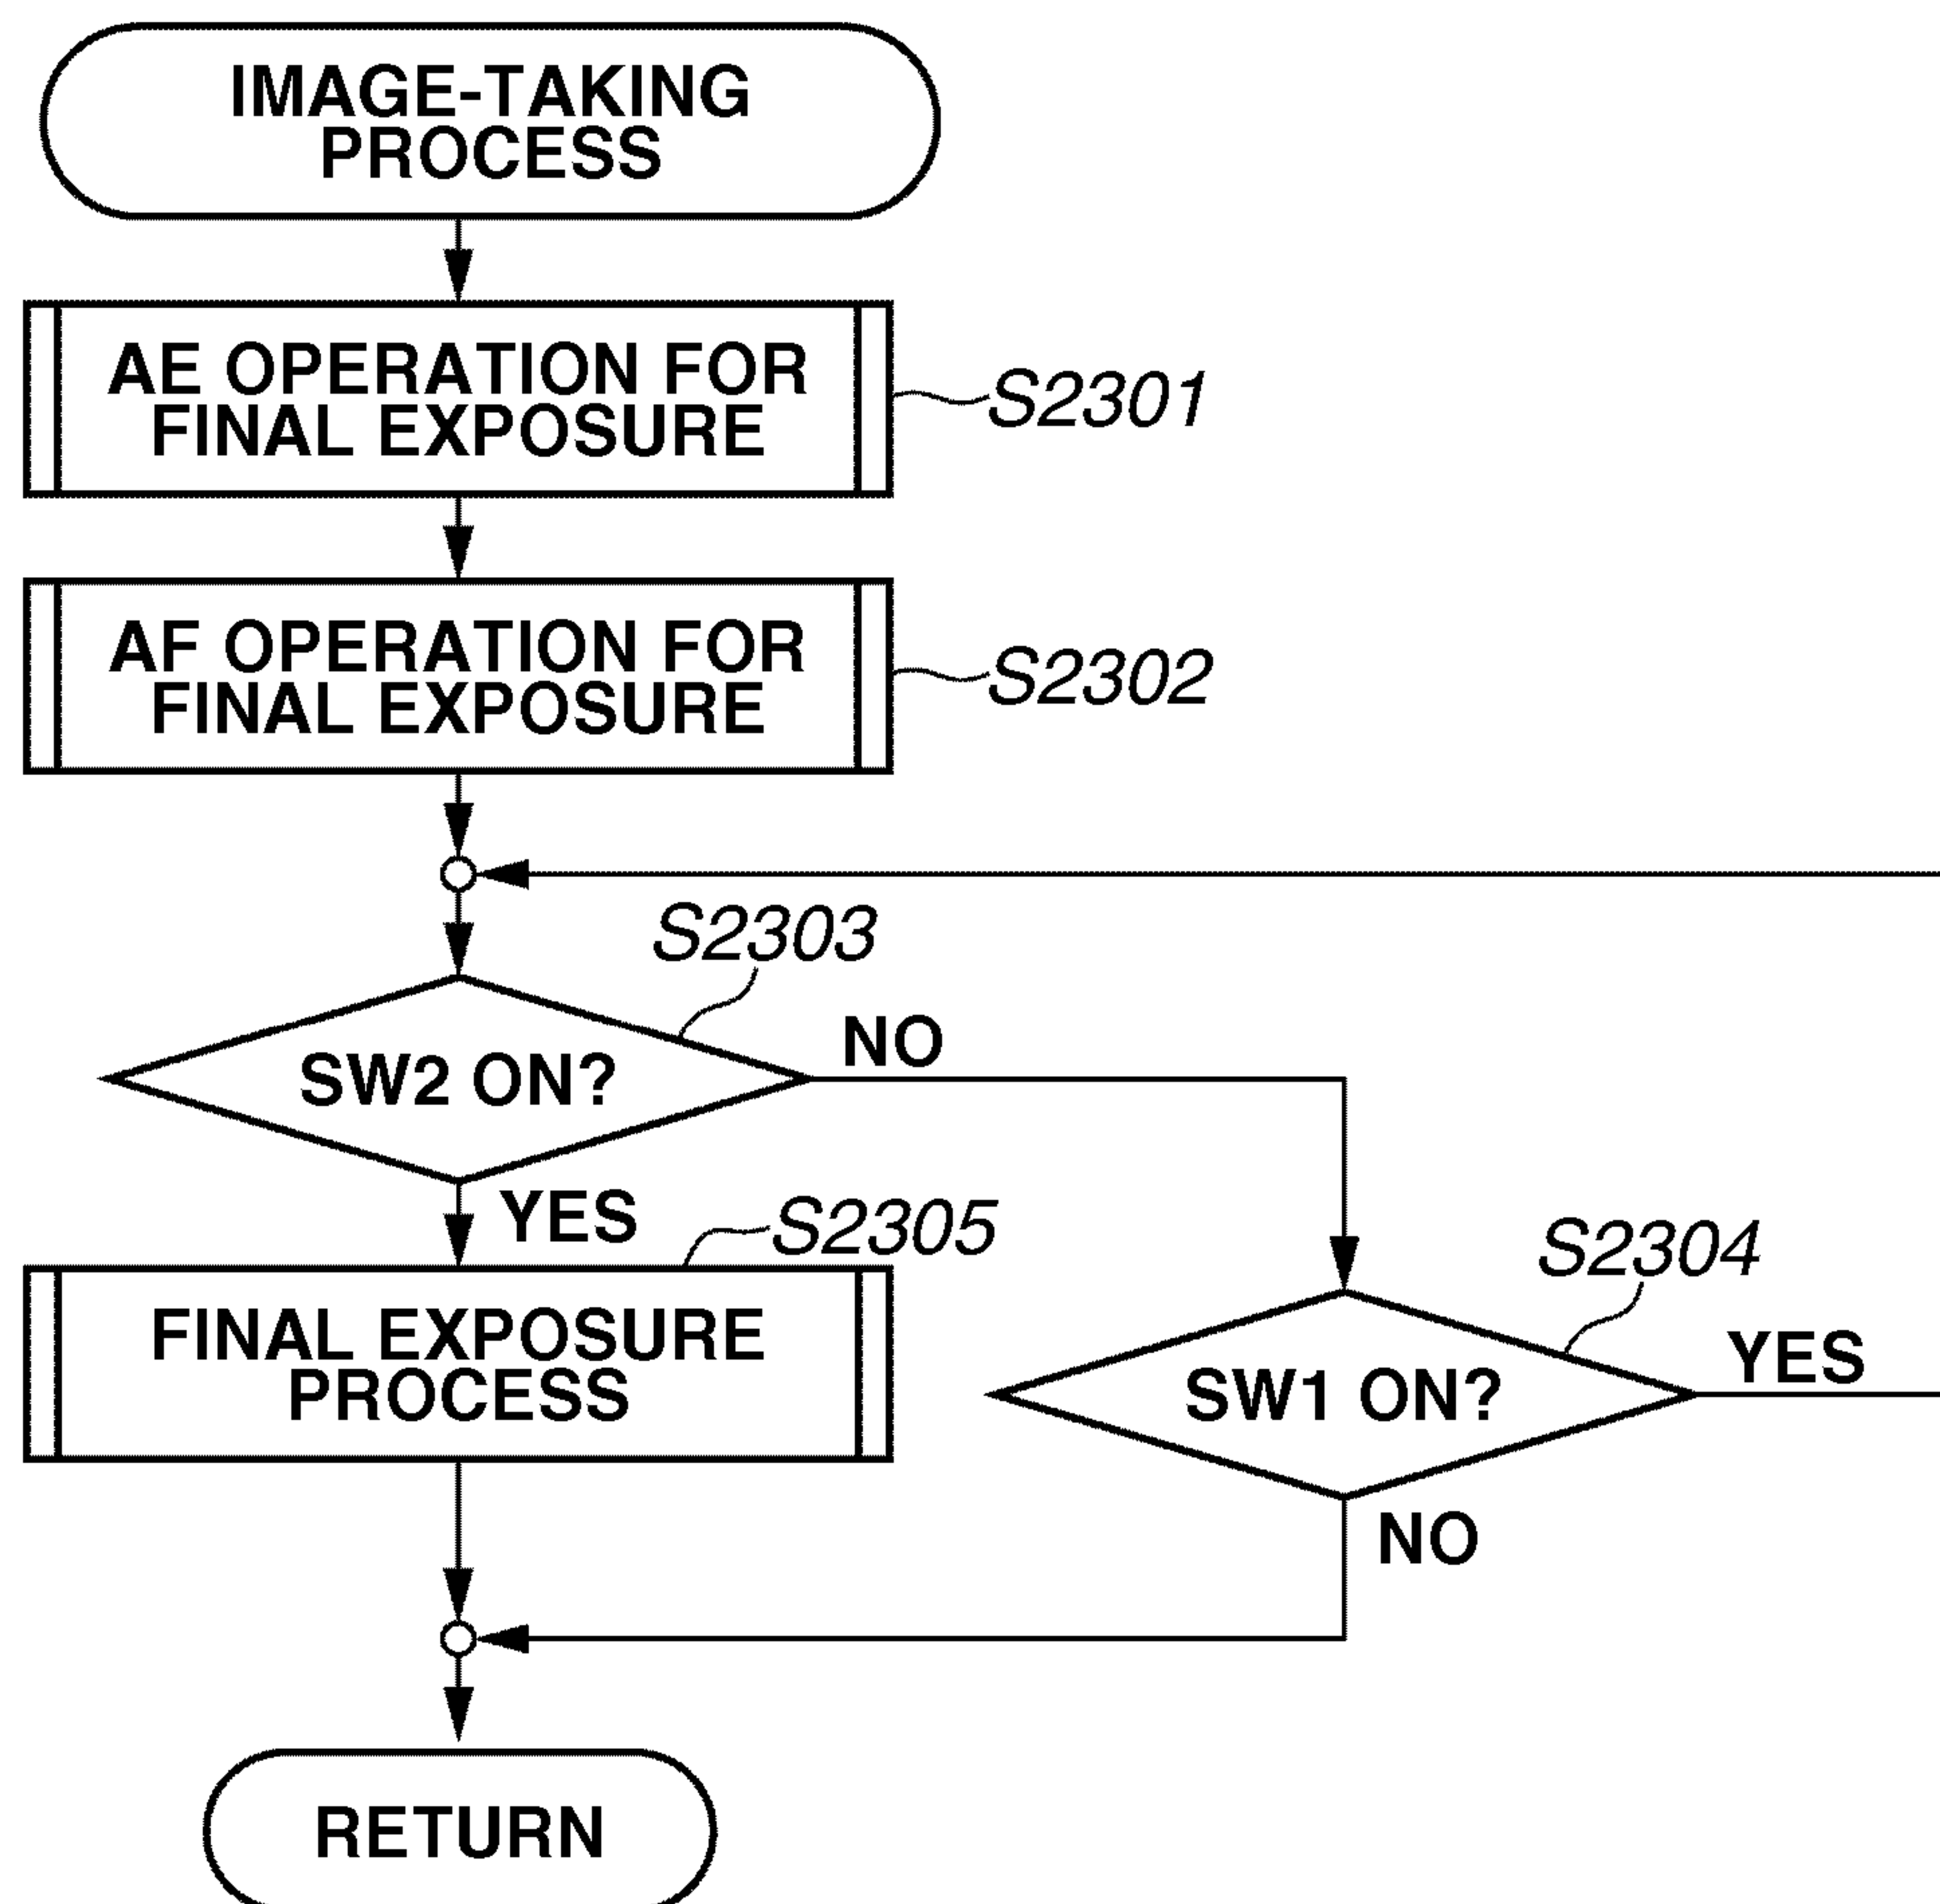 IMAGE-TAKING
PROCESS
AE OPERATION FOR
FINAL EXPOSURE
S2301
AF OPERATION FOR
FINAL EXPOSURE
S2302
S2303
SW2 ON?
NO
YES
S2305
FINAL EXPOSURE
PROCESS
S2304
SW1 ON?
YES
NO
RETURN